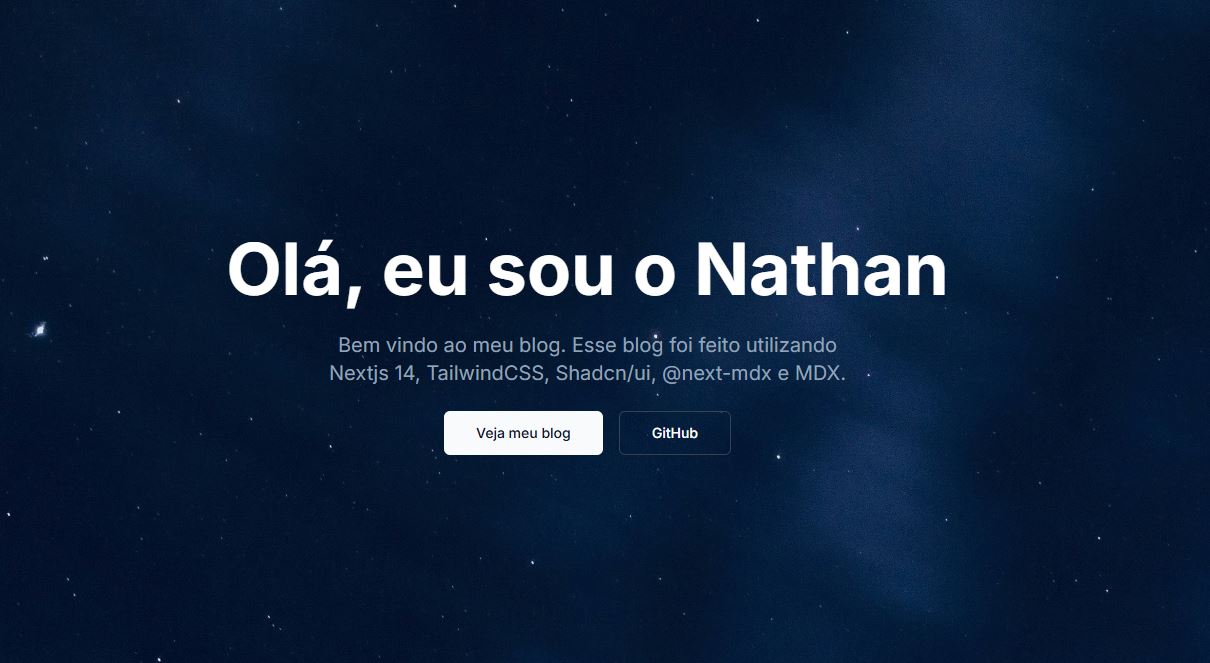 Olá, eu sou o Nathan
Bem vindo ao meu blog. Esse blog foi feito utilizando
Nextjs 14, TailwindCSS, Shadcn/ui, @next-mdx e MDX.
Veja meu blog
GitHub